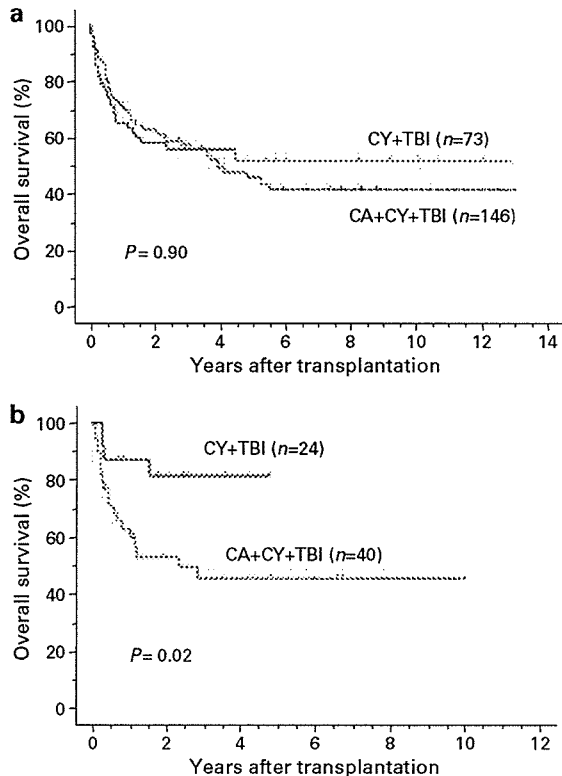 a
Overall survival (%)
100
80
60
40
20
0
CY+TBI (n=73)
CA+CY+TBI (n=146)
P= 0.90
0 2 4 6 8 10 12 14
Years after transplantation
b
Overall survival (%)
100
80
60
40
20
0
CY+TBI (n=24)
CA+CY+TBI (n=40)
P= 0.02
0 2 4 6 8 10 12
Years after transplantation